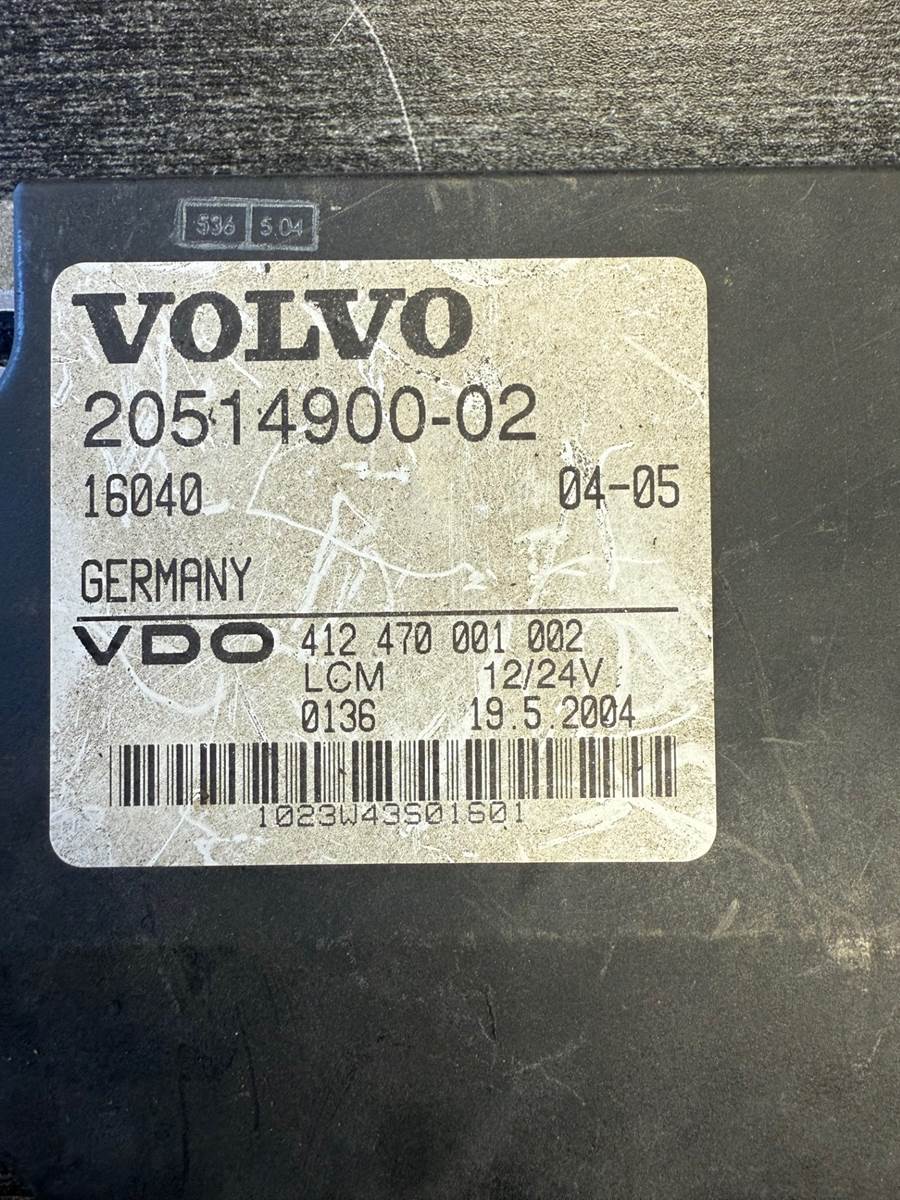 536 5.04
VOLVO
20514900-02
16040 04-05
GERMANY
VDO 412 470 001 002
LCM 12/24V
0136 19.5.2004
1023W43S01601